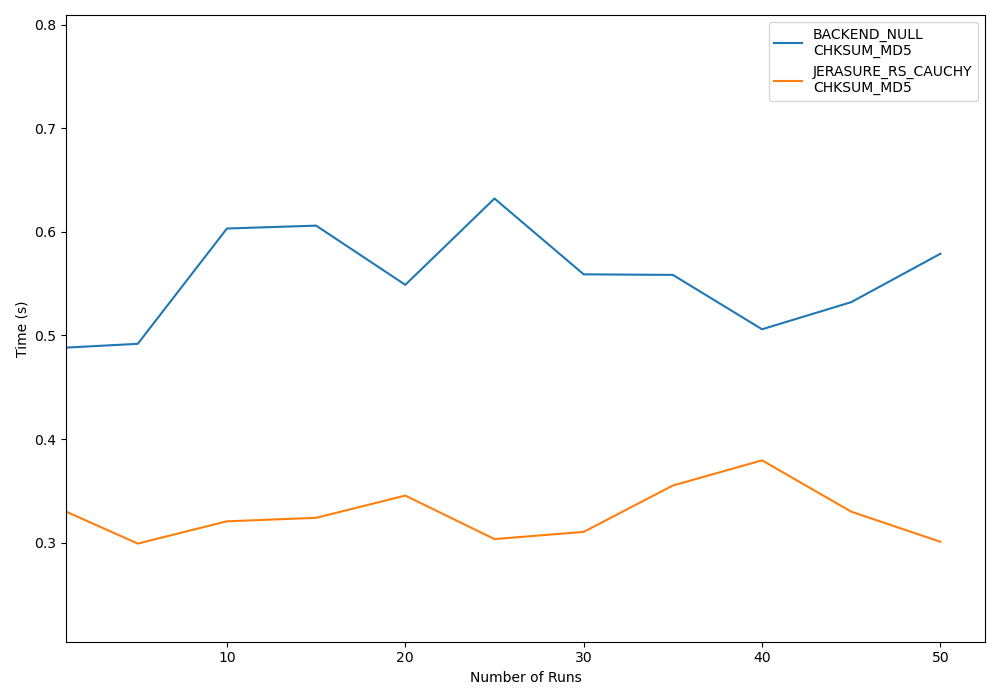 BACKEND_NULL
CHKSUM_MD5
JERASURE_RS_CAUCHY
CHKSUM_MD5
0.8
0.7
0.6
0.5
0.4
0.3
Time (s)
10 20 30 40 50
Number of Runs